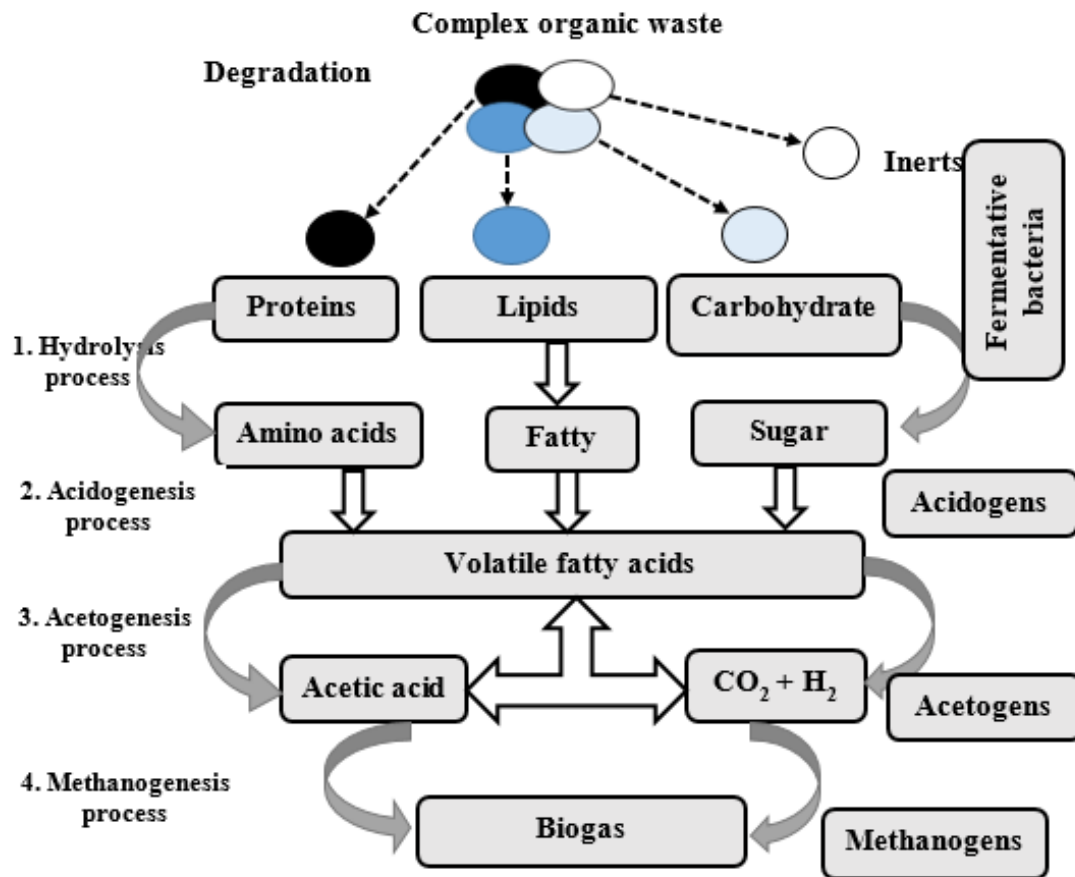 Complex organic waste
Degradation
Inerts
Fermentative
bacteria
Proteins
Lipids
Carbohydrate
1. Hydrolysis
process
Amino acids
Fatty
Sugar
2. Acidogenesis
process
Acidogens
Volatile fatty acids
3. Acetogenesis
process
Acetic acid
CO₂ + H₂
Acetogens
4. Methanogenesis
process
Biogas
Methanogens